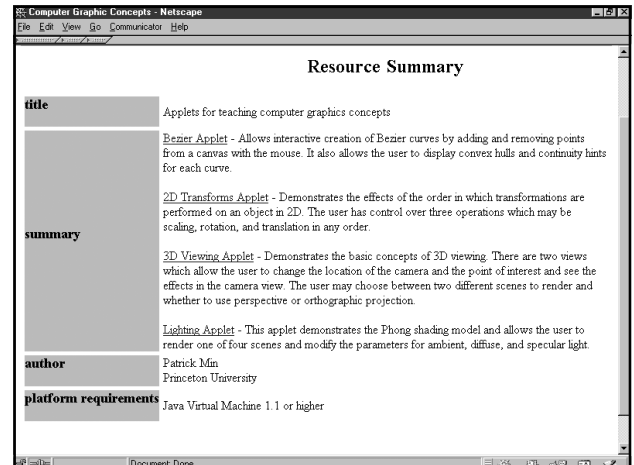 Computer Graphic Concepts - Netscape
File Edit View Go Communicator Help
Resource Summary
title
Applets for teaching computer graphics concepts
summary
Bezier Applet - Allows interactive creation of Bezier curves by adding and removing points
from a canvas with the mouse. It also allows the user to display convex hulls and continuity hints
for each curve.
2D Transforms Applet - Demonstrates the effects of the order in which transformations are
performed on an object in 2D. The user has control over three operations which may be
scaling, rotation, and translation in any order.
3D Viewing Applet - Demonstrates the basic concepts of 3D viewing. There are two views
which allow the user to change the location of the camera and the point of interest and see the
effects in the camera view. The user may choose between two different scenes to render and
whether to use perspective or orthographic projection.
Lighting Applet - This applet demonstrates the Phong shading model and allows the user to
render one of four scenes and modify the parameters for ambient, diffuse, and specular light.
author
Patrick Min
Princeton University
platform requirements
Java Virtual Machine 1.1 or higher
Document: Done